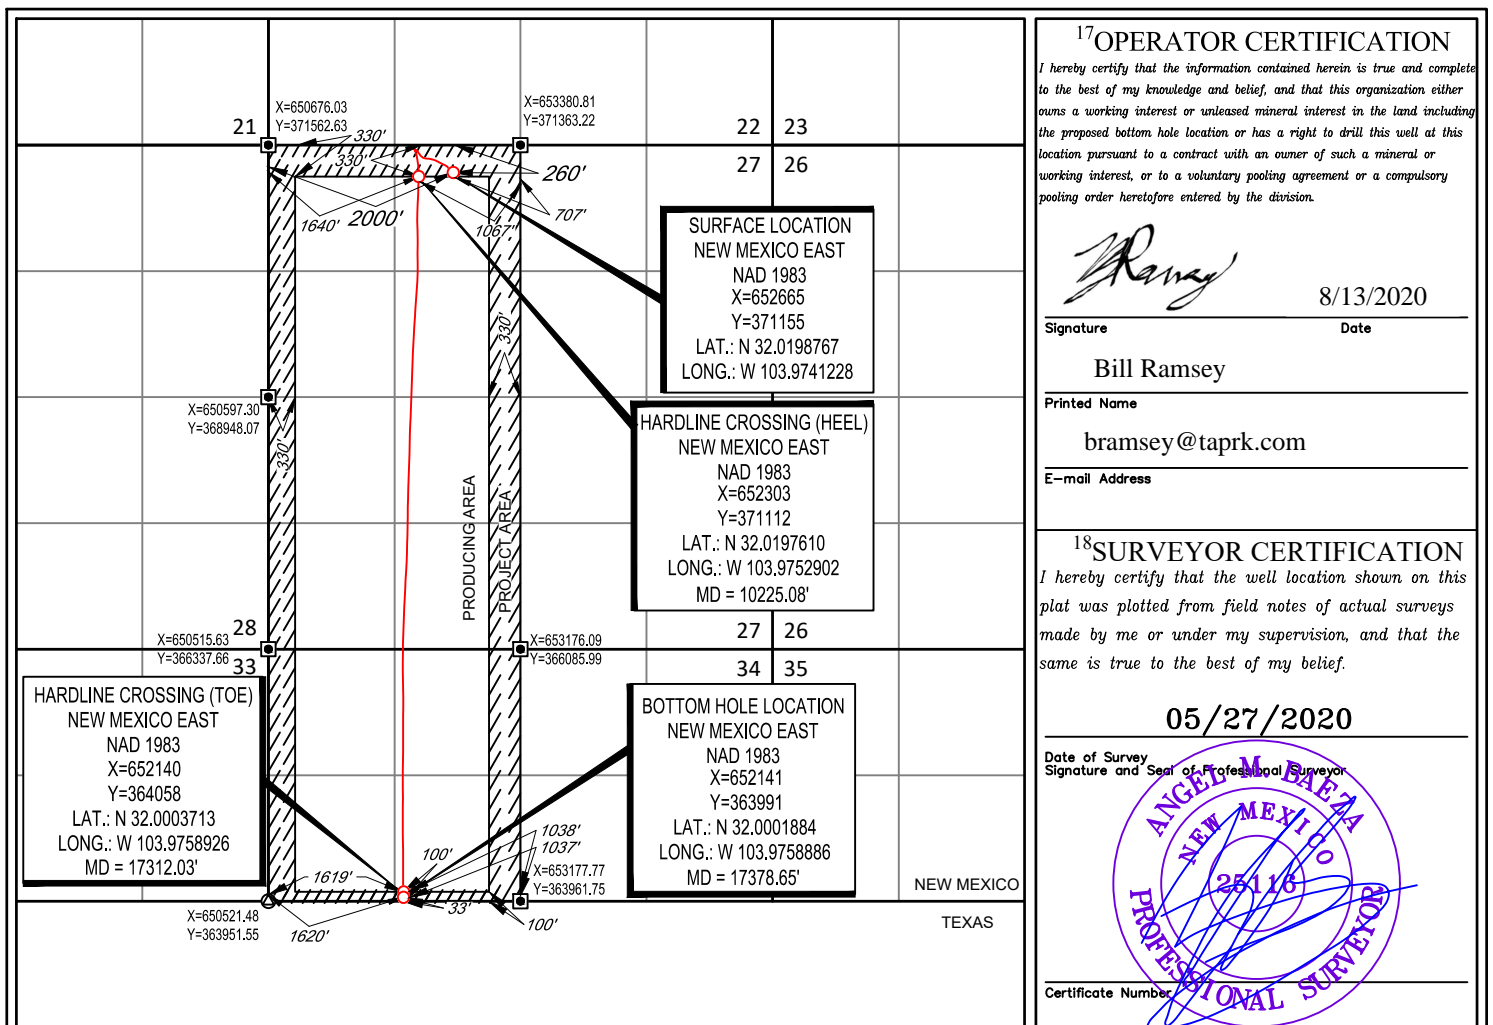 X=650676.03
Y=371562.63
X=653380.81
Y=371363.22
21
22 23
27 26
330'
330'
260'
1640'
2000'
1067'
707'
SURFACE LOCATION
NEW MEXICO EAST
NAD 1983
X=652665
Y=371155
LAT.: N 32.0198767
LONG.: W 103.9741228
330'
X=650597.30
Y=368948.07
330'
HARDLINE CROSSING (HEEL)
NEW MEXICO EAST
NAD 1983
X=652303
Y=371112
LAT.: N 32.0197610
LONG.: W 103.9752902
MD = 10225.08'
PRODUCING AREA
PROJECT AREA
X=650515.63
Y=366337.66
28
33
X=653176.09
Y=366085.99
27 26
34 35
HARDLINE CROSSING (TOE)
NEW MEXICO EAST
NAD 1983
X=652140
Y=364058
LAT.: N 32.0003713
LONG.: W 103.9758926
MD = 17312.03'
BOTTOM HOLE LOCATION
NEW MEXICO EAST
NAD 1983
X=652141
Y=363991
LAT.: N 32.0001884
LONG.: W 103.9758886
MD = 17378.65'
1038'
1037'
100'
1619'
X=653177.77
Y=363961.75
33'
100'
1620'
X=650521.48
Y=363951.55
NEW MEXICO
TEXAS
17OPERATOR CERTIFICATION
I hereby certify that the information contained herein is true and complete
to the best of my knowledge and belief, and that this organization either
owns a working interest or unleased mineral interest in the land including
the proposed bottom hole location or has a right to drill this well at this
location pursuant to a contract with an owner of such a mineral or
working interest, or to a voluntary pooling agreement or a compulsory
pooling order heretofore entered by the division.
8/13/2020
Signature Date
Bill Ramsey
Printed Name
bramsey@taprk.com
E-mail Address
18SURVEYOR CERTIFICATION
I hereby certify that the well location shown on this
plat was plotted from field notes of actual surveys
made by me or under my supervision, and that the
same is true to the best of my belief.
05/27/2020
Date of Survey
Signature and Seal of Professional Surveyor
ANGEL M. BAEZA
NEW MEXICO
25116
PROFESSIONAL SURVEYOR
Certificate Number